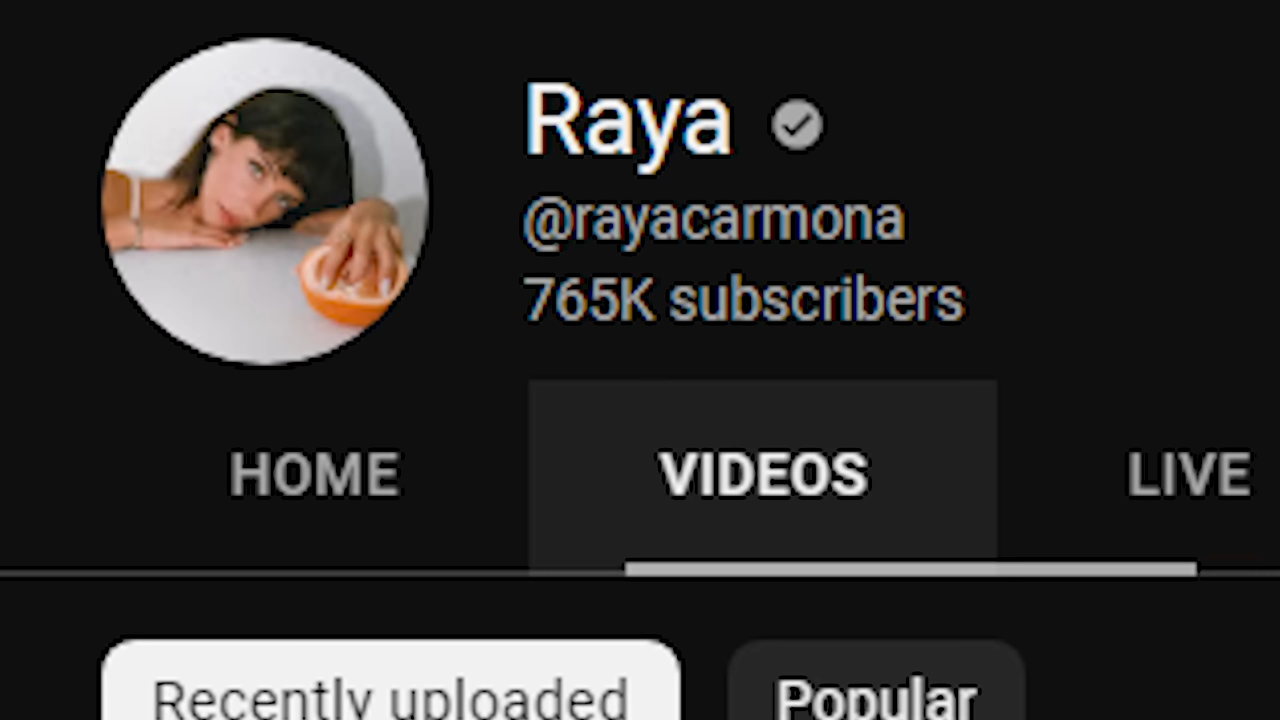 Raya
@rayacarmona
765K subscribers
HOME VIDEOS LIVE
Recently uploaded Popular